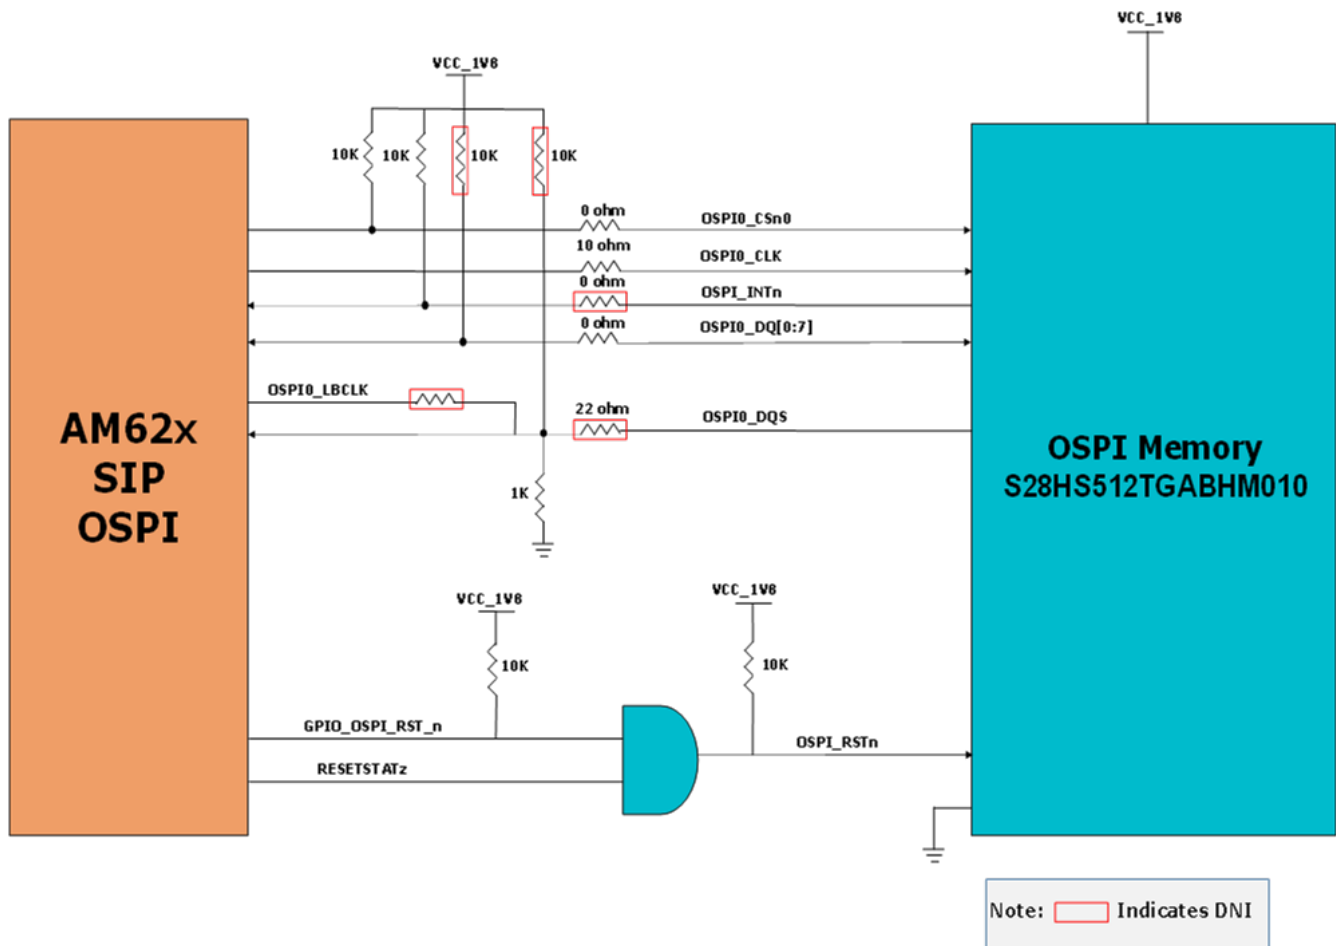 VCC_1V8
VCC_1V8
10K
10K
10K
10K
0 ohm
OSPI0_CSn0
10 ohm
OSPI0_CLK
0 ohm
OSPI_INTn
0 ohm
OSPI0_DQ[0:7]
OSPI0_LBCLK
22 ohm
OSPI0_DQS
AM62x
SIP
OSPI
OSPI Memory
S28HS512TGABHM010
1K
VCC_1V8
VCC_1V8
10K
10K
GPIO_OSPI_RST_n
OSPI_RSTn
RESETSTATz
Note: Indicates DNI